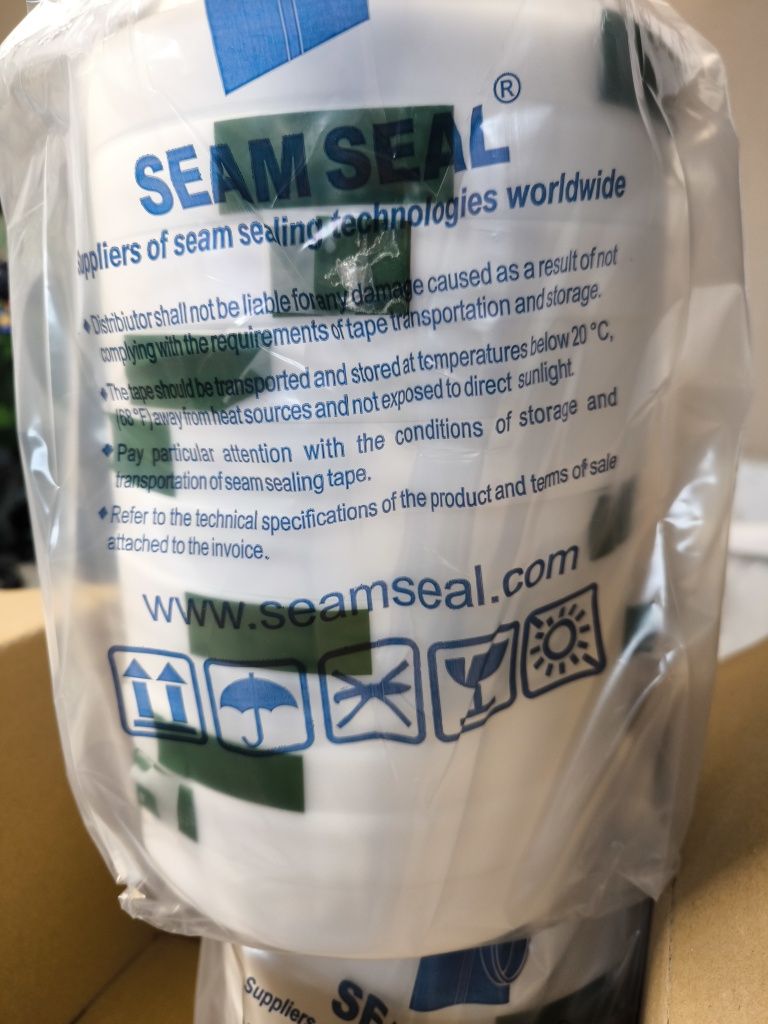 SEAM SEAL®
Suppliers of seam sealing technologies worldwide
◆Distribiutor shall not be liable for any damage caused as a result of not
complying with the requirements of tape transportation and storage.
◆The tape should be transported and stored at temperatures below 20 °C,
(68 °F) away from heat sources and not exposed to direct sunlight.
◆ Pay particular attention with the conditions of storage and
transportation of seam sealing tape.
◆Refer to the technical specifications of the product and terms of sale
attached to the invoice.
www.seamseal.com
Suppliers